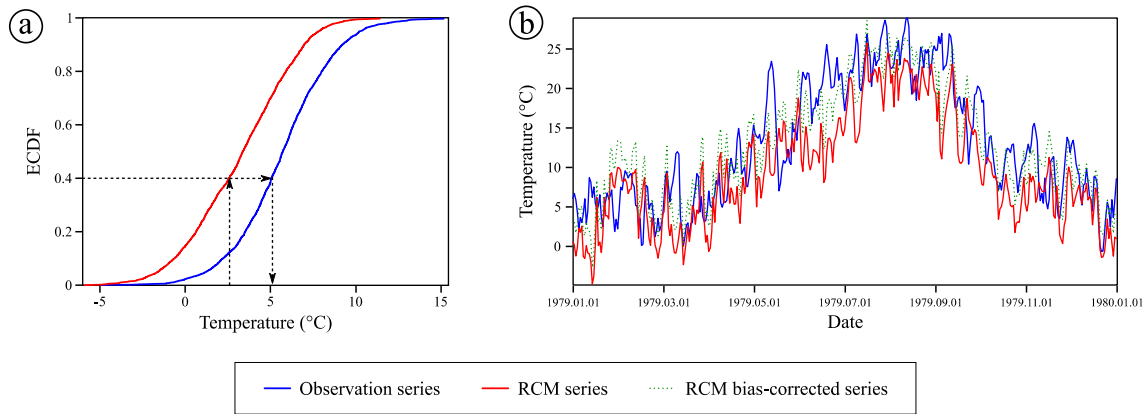 a
1
0.8
0.6
0.4
0.2
0
ECDF
-5
0
5
10
15
Temperature (°C)
b
25
20
15
10
5
0
Temperature (°C)
1979.01.01
1979.03.01
1979.05.01
1979.07.01
1979.09.01
1979.11.01
1980.01.01
Date
Observation series
RCM series
RCM bias-corrected series